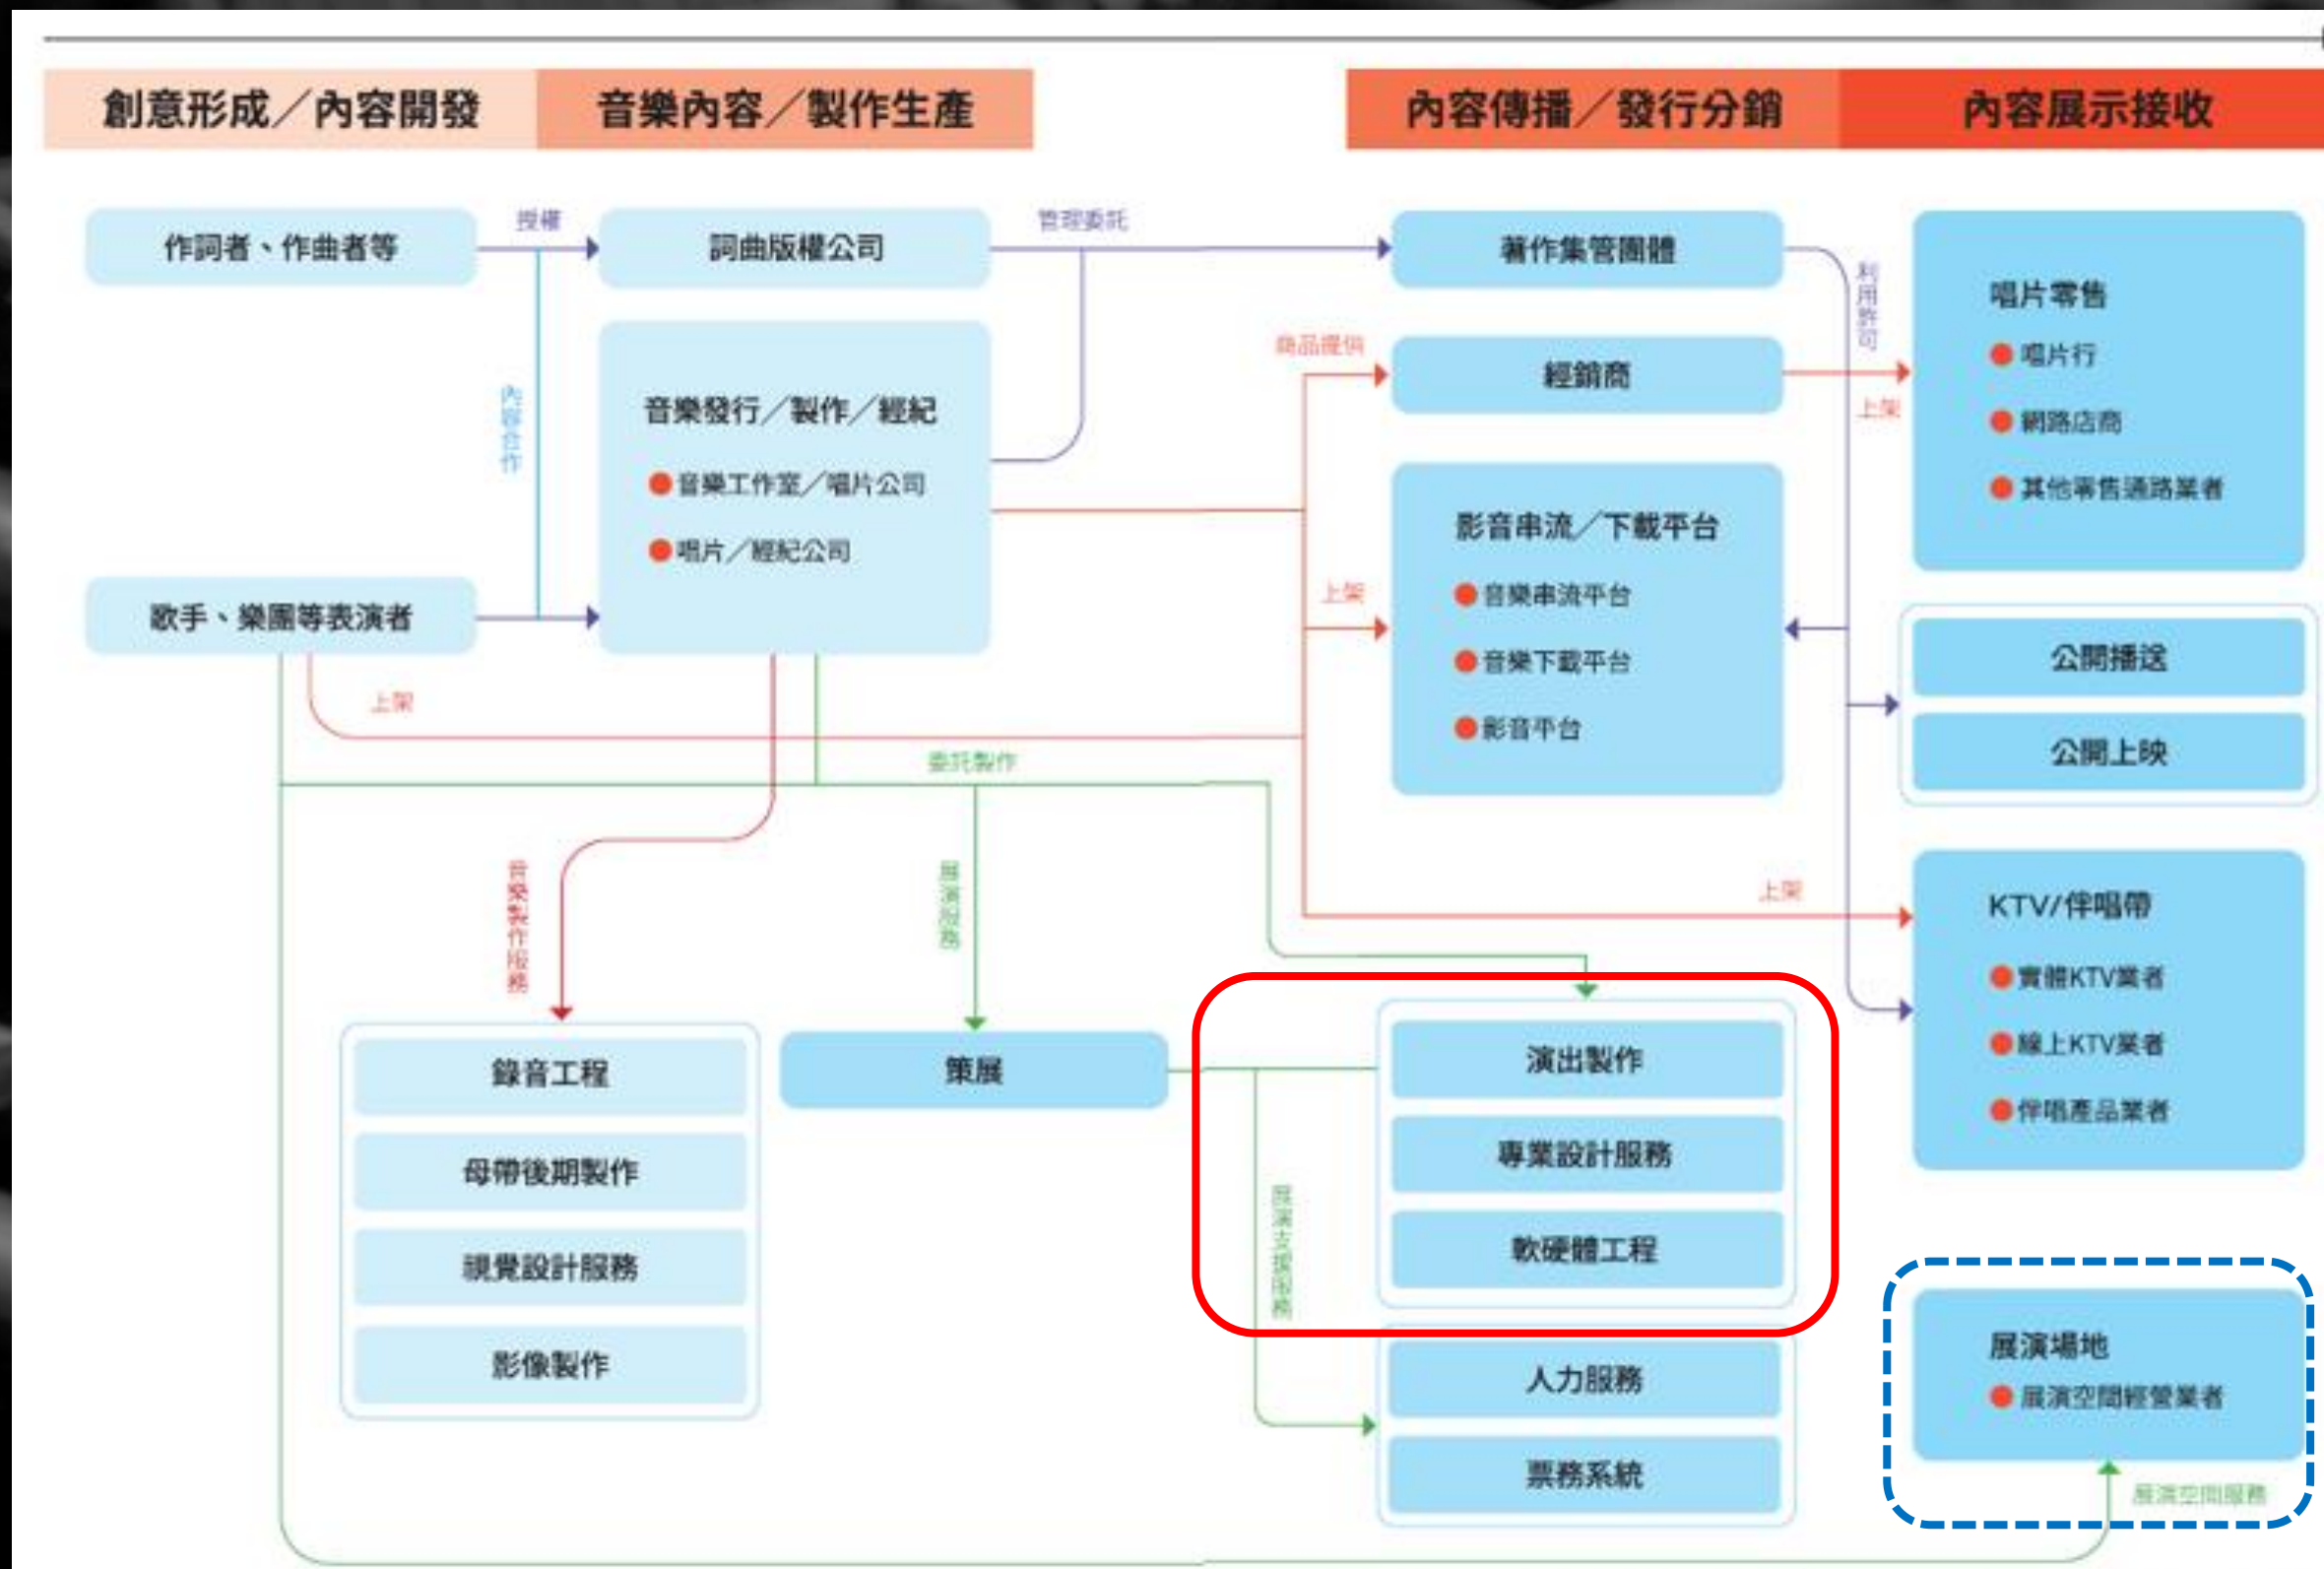 創意形成／內容開發
音樂內容／製作生產
內容傳播／發行分銷
內容展示接收
作詞者、作曲者等
授權
詞曲版權公司
管理委託
著作集管團體
利用許可
內容合作
音樂發行／製作／經紀
音樂工作室／唱片公司
唱片／經紀公司
商品提供
經銷商
上架
唱片零售
唱片行
網路店商
其他零售通路業者
歌手、樂團等表演者
上架
影音串流／下載平台
音樂串流平台
音樂下載平台
影音平台
公開播送
公開上映
上架
委託製作
音樂製作服務
展演服務
上架
KTV/伴唱帶
實體KTV業者
線上KTV業者
伴唱產品業者
錄音工程
母帶後期製作
視覺設計服務
影像製作
策展
展演支援服務
演出製作
專業設計服務
軟硬體工程
人力服務
票務系統
展演場地
展演空間經營業者
展演空間服務